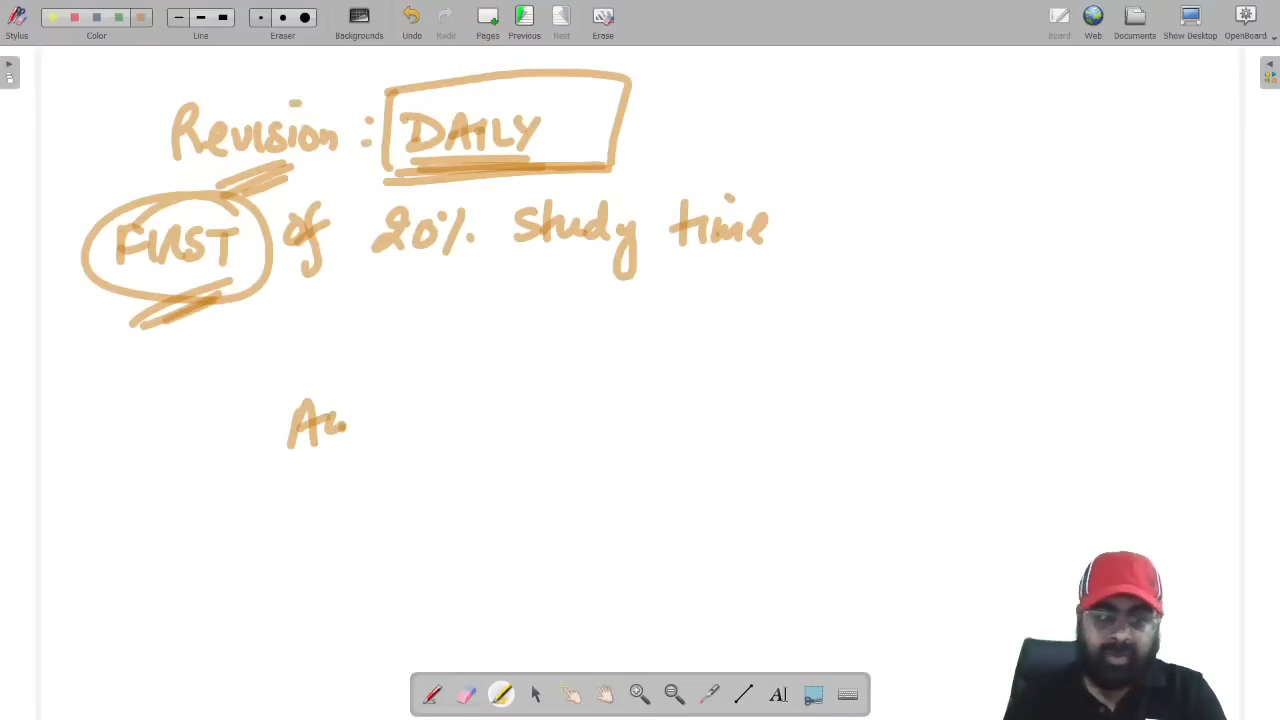 Stylus
Color
Line
Eraser
Backgrounds
Undo
Redo
Pages
Previous
Next
Erase
Board
Web
Documents
Show Desktop
OpenBoard
Revision : DAILY
FIRST of 20% study time